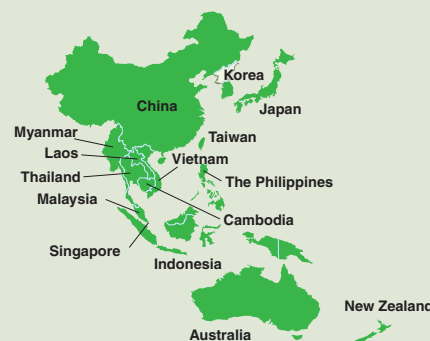 Korea
China
Japan
Myanmar
Taiwan
Laos
Vietnam
Thailand
The Philippines
Malaysia
Cambodia
Singapore
Indonesia
New Zealand
Australia